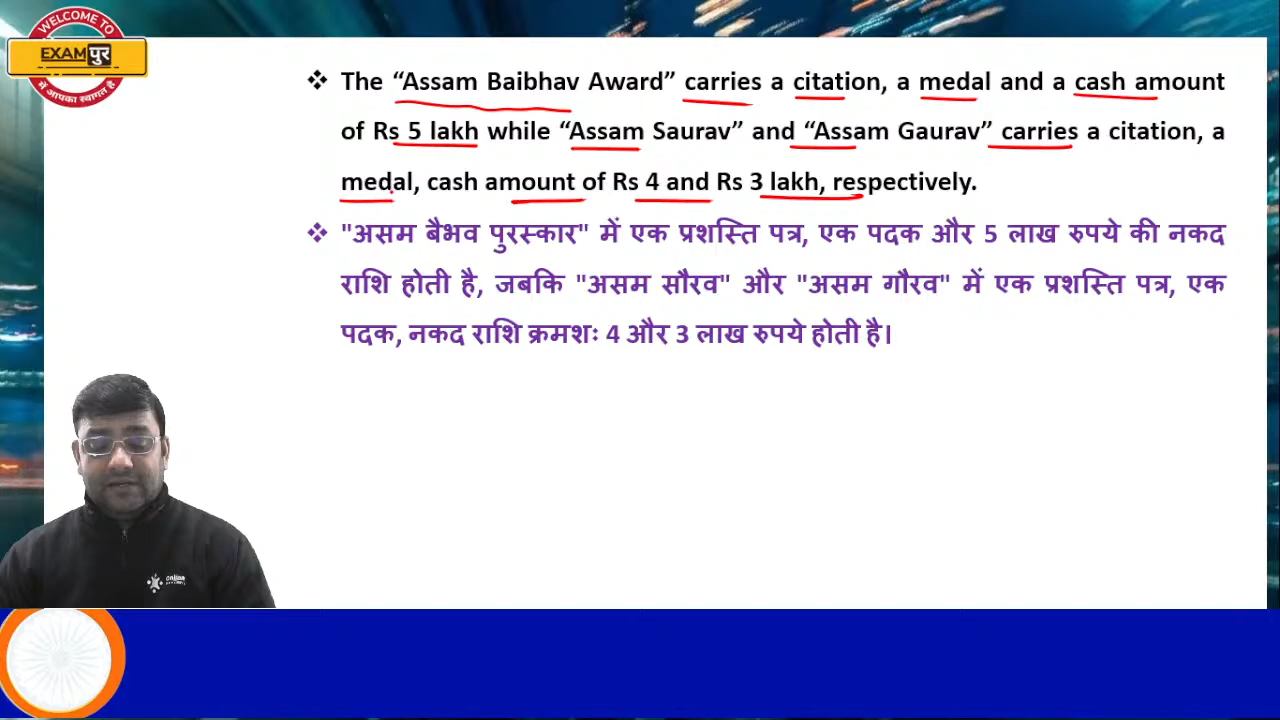 WELCOME TO
EXAM पुर
में आपका स्वागत है
❖ The “Assam Baibhav Award” carries a citation, a medal and a cash amount
of Rs 5 lakh while “Assam Saurav” and “Assam Gaurav” carries a citation, a
medal, cash amount of Rs 4 and Rs 3 lakh, respectively.
❖ "असम बैभव पुरस्कार" में एक प्रशस्ति पत्र, एक पदक और 5 लाख रुपये की नकद
राशि होती है, जबकि "असम सौरव" और "असम गौरव" में एक प्रशस्ति पत्र, एक
पदक, नकद राशि क्रमशः 4 और 3 लाख रुपये होती है।